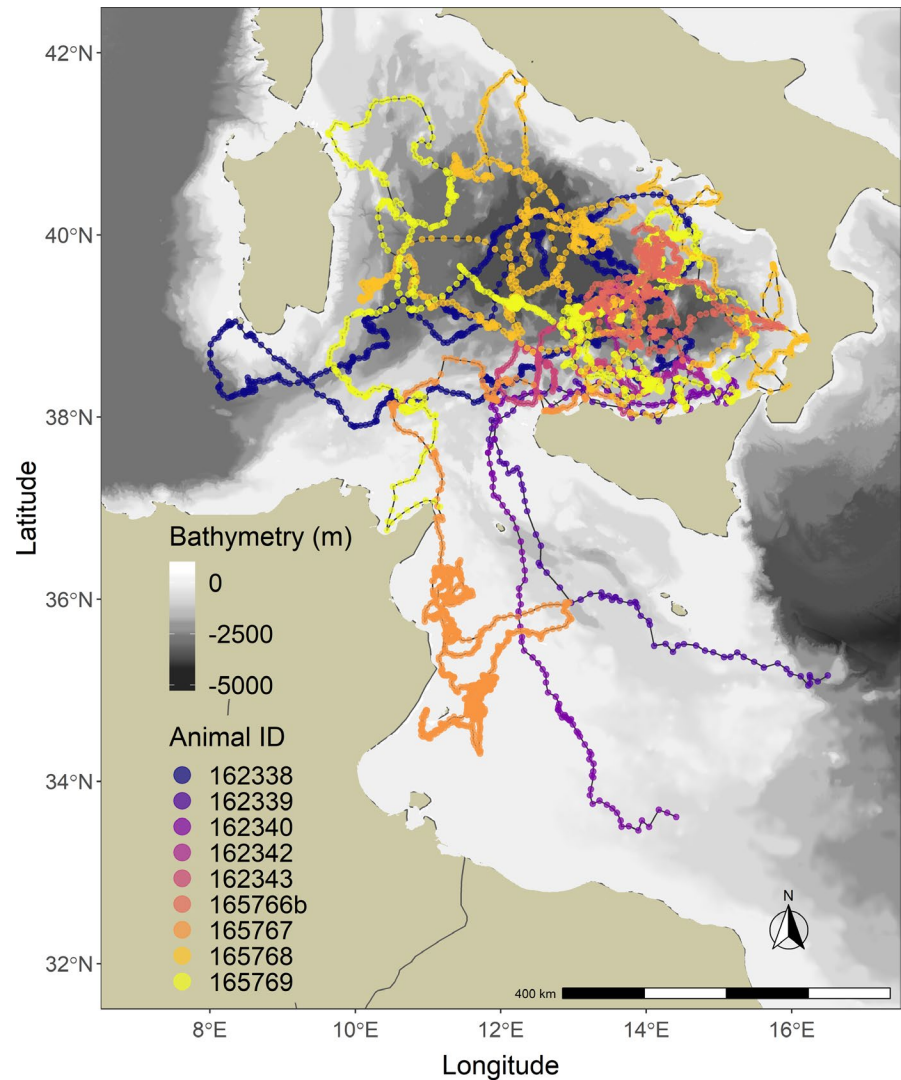 42°N
40°N
38°N
36°N
34°N
32°N
Latitude
Bathymetry (m)
0
-2500
-5000
Animal ID
162338
162339
162340
162342
162343
165766b
165767
165768
165769
N
400 km
8°E 10°E 12°E 14°E 16°E
Longitude